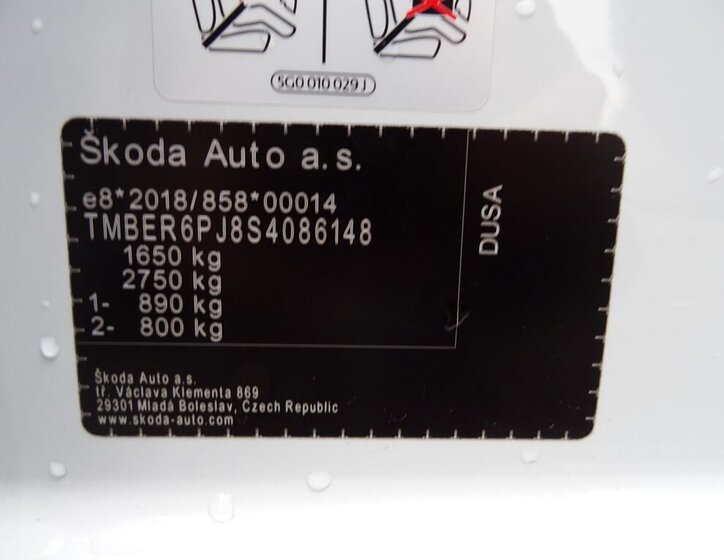 5G0 010 029 J
Škoda Auto a.s.
e8*2018/858*00014
TMBER6PJ8S4086148
1650 kg
2750 kg
1- 890 kg
2- 800 kg
DUSA
Škoda Auto a.s.
tř. Václava Klementa 869
29301 Mladá Boleslav, Czech Republic
www.skoda-auto.com